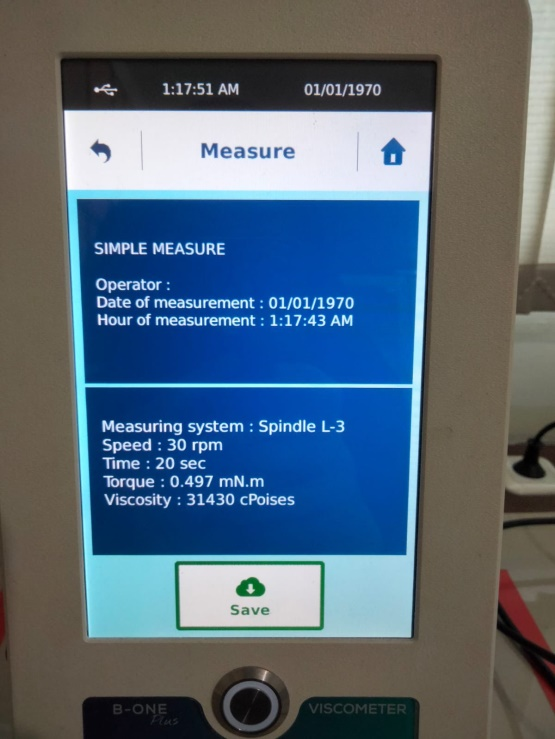 1:17:51 AM 01/01/1970
Measure
SIMPLE MEASURE
Operator :
Date of measurement : 01/01/1970
Hour of measurement : 1:17:43 AM
Measuring system : Spindle L-3
Speed : 30 rpm
Time : 20 sec
Torque : 0.497 mN.m
Viscosity : 31430 cPoises
Save
B-ONE VISCOMETER
Plus